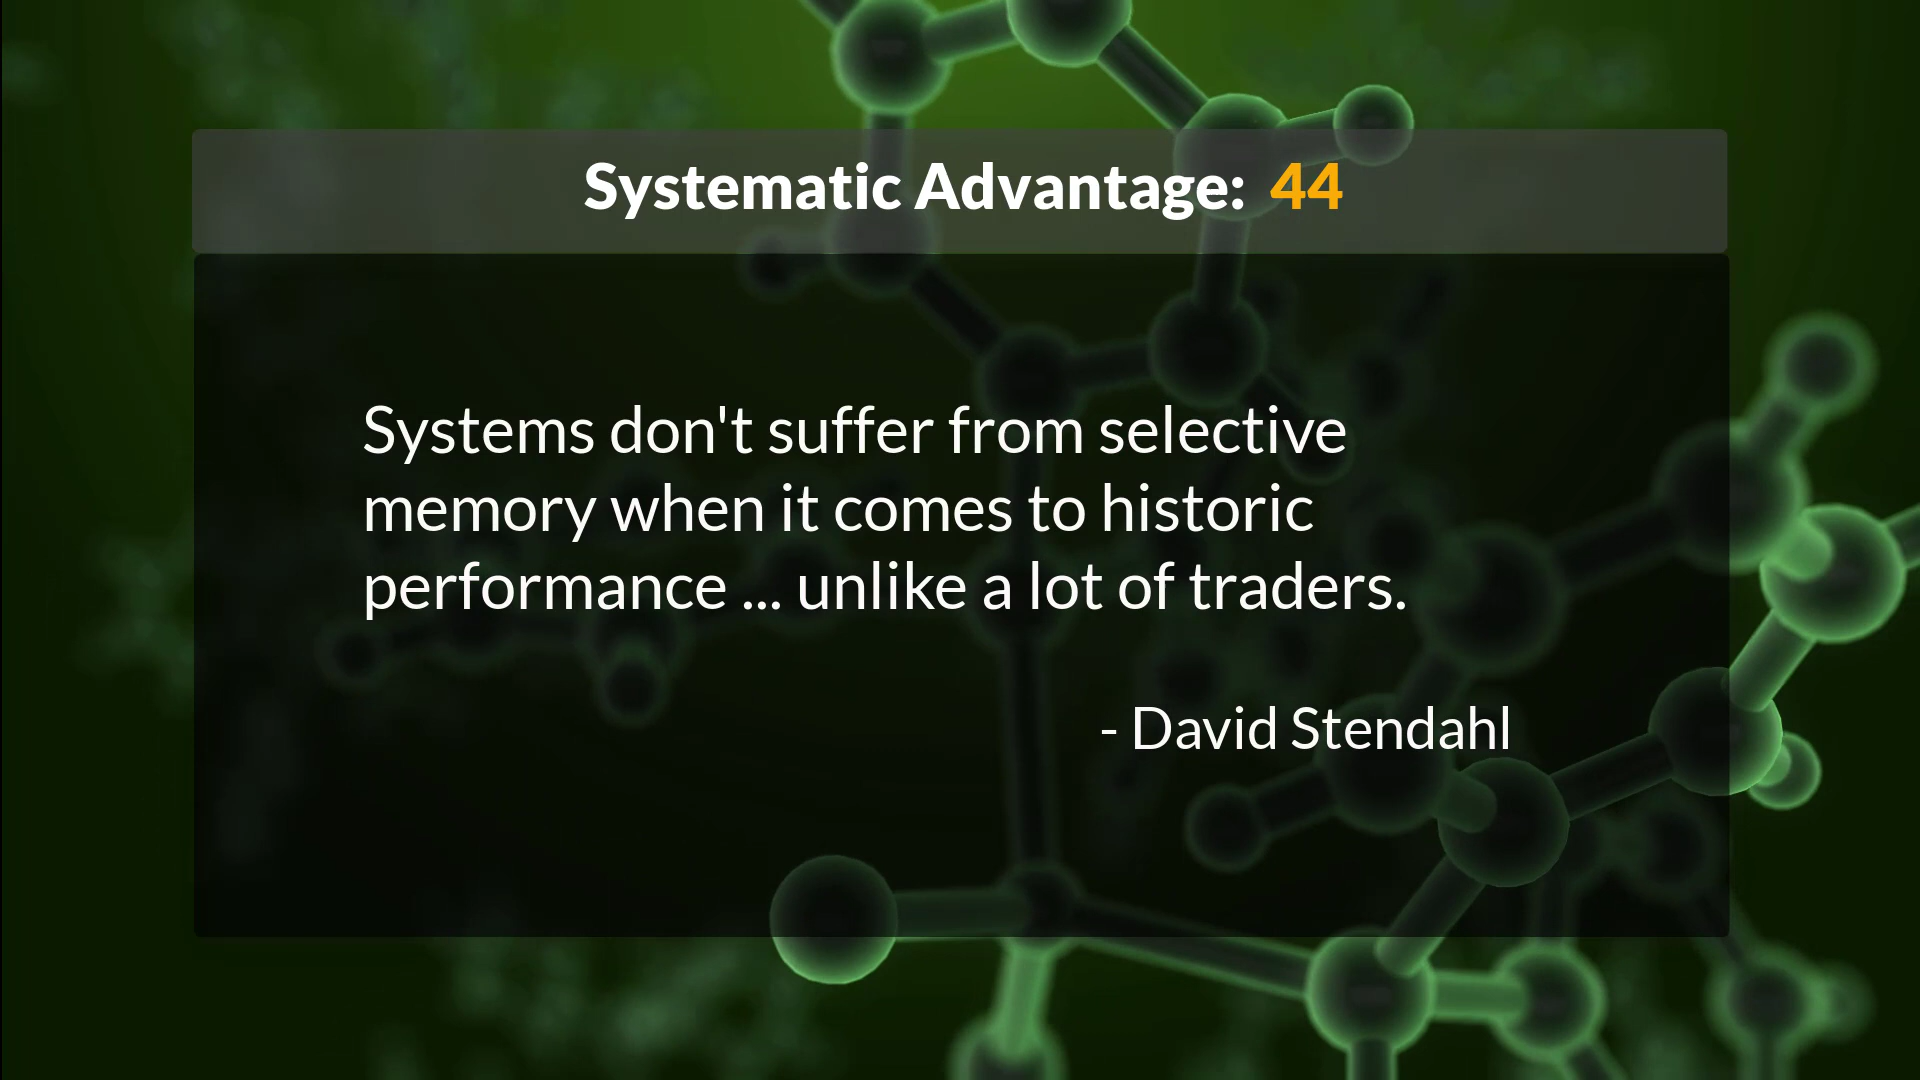 Systematic Advantage: 44
Systems don't suffer from selective
memory when it comes to historic
performance ... unlike a lot of traders.
- David Stendahl